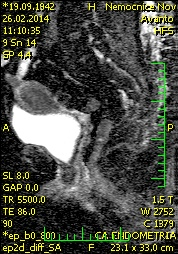 *19.09.1942 H Nemocnice Nov
26.02.2014 Avanto
11:10:35 HFS
9 Sn 14
SP 4.4
A P
SL 8.0
GAP 0.0
TR 5500.0 1.5 T
TE 86.0 W 2752
C 1379
*ep_b0_800 CA ENDOMETRIA
ep2d_diff_SA F 23.1 x 33.0 cm